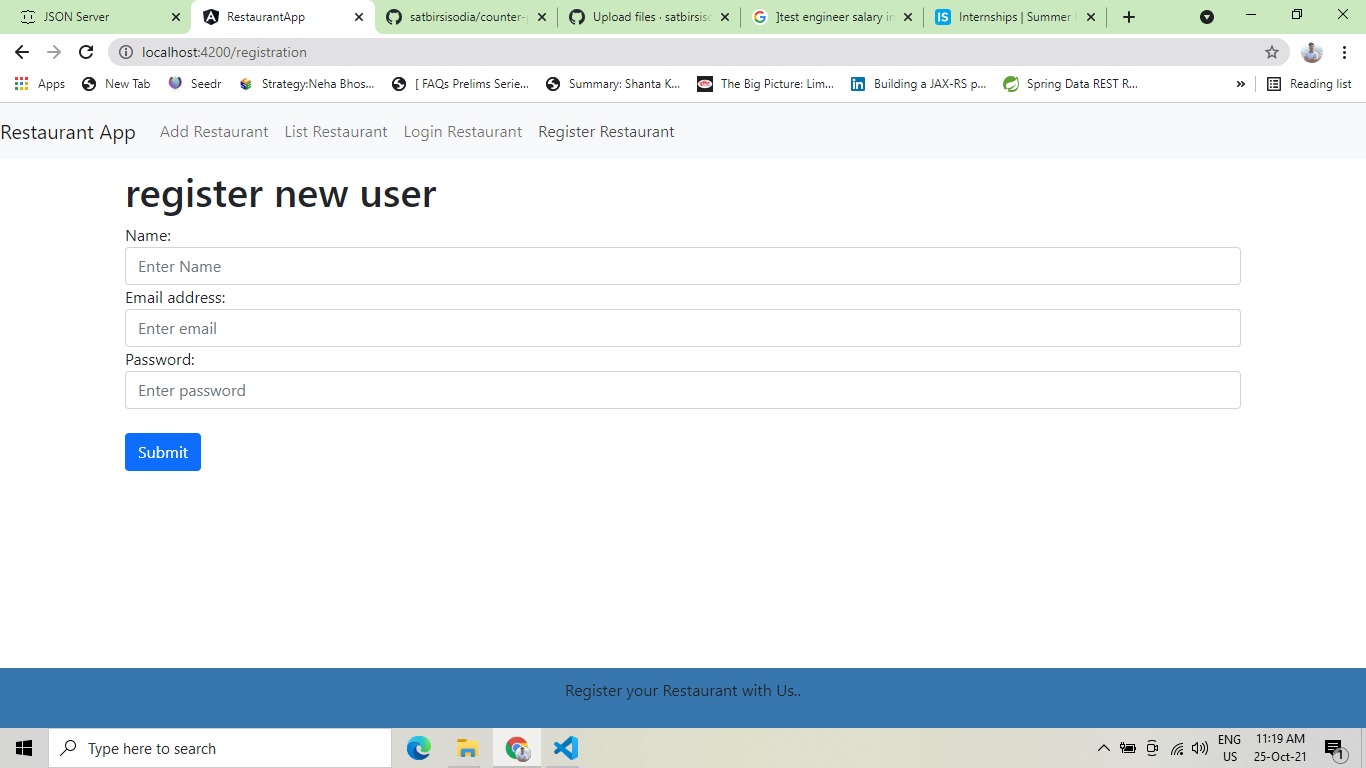 JSON Server
RestaurantApp
satbirsisodia/counter-
Upload files · satbirsiso
]test engineer salary in
Internships | Summer
localhost:4200/registration
Apps
New Tab
Seedr
Strategy:Neha Bhos...
[ FAQs Prelims Serie...
Summary: Shanta K...
The Big Picture: Lim...
Building a JAX-RS p...
Spring Data REST R...
»
Reading list
Restaurant App Add Restaurant List Restaurant Login Restaurant Register Restaurant
register new user
Name:
Enter Name
Email address:
Enter email
Password:
Enter password
Submit
Register your Restaurant with Us..
Type here to search
ENG
US
11:19 AM
25-Oct-21
1